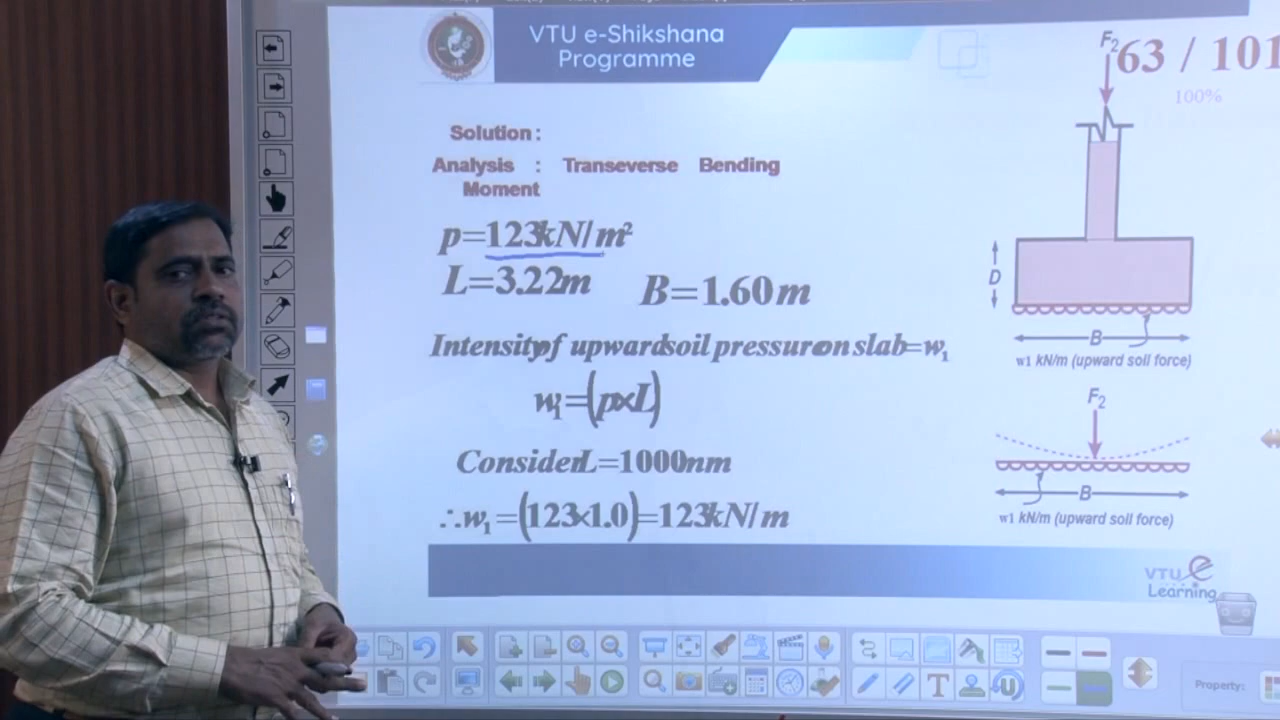 VTU e-Shikshana
Programme
F2
63 / 101
100%
Solution :
Analysis : Transeverse Bending
Moment
p=123kN/m²
L=3.22m B=1.60m
D
B
w1 kN/m (upward soil force)
Intensityof upwardsoil pressureon slab=w₁
w₁=(p×L)
F2
ConsiderL=1000mm
B
w1 kN/m (upward soil force)
∴w₁=(123×1.0)=123kN/m
VTU e
Learning
T
U
Property: